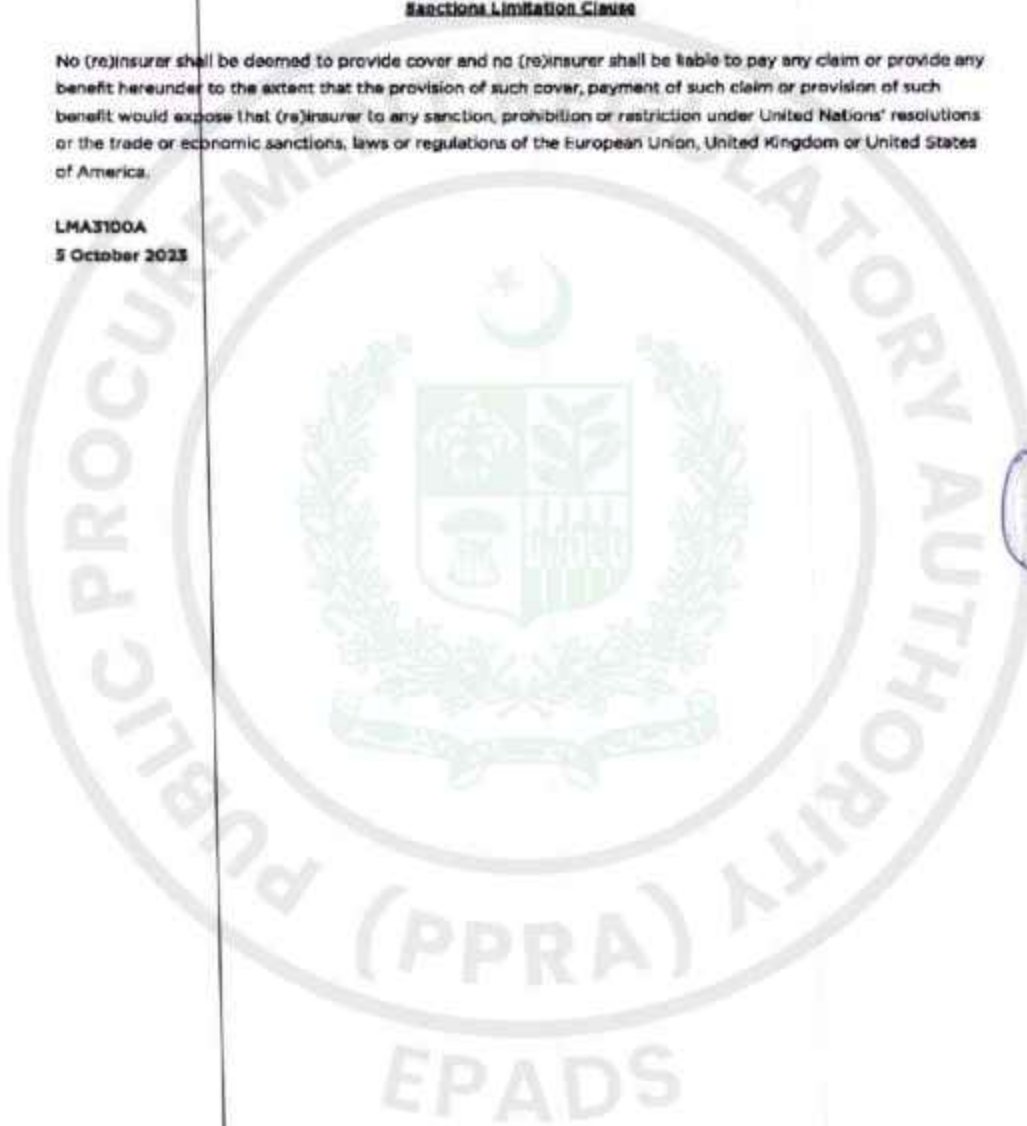 Sanctions Limitation Clause
No (re)insurer shall be deemed to provide cover and no (re)insurer shall be liable to pay any claim or provide any
benefit hereunder to the extent that the provision of such cover, payment of such claim or provision of such
benefit would expose that (re)insurer to any sanction, prohibition or restriction under United Nations' resolutions
or the trade or economic sanctions, laws or regulations of the European Union, United Kingdom or United States
of America.
LMA3100A
5 October 2023
PUBLIC PROCUREMENT REGULATORY AUTHORITY
(PPRA)
EPADS